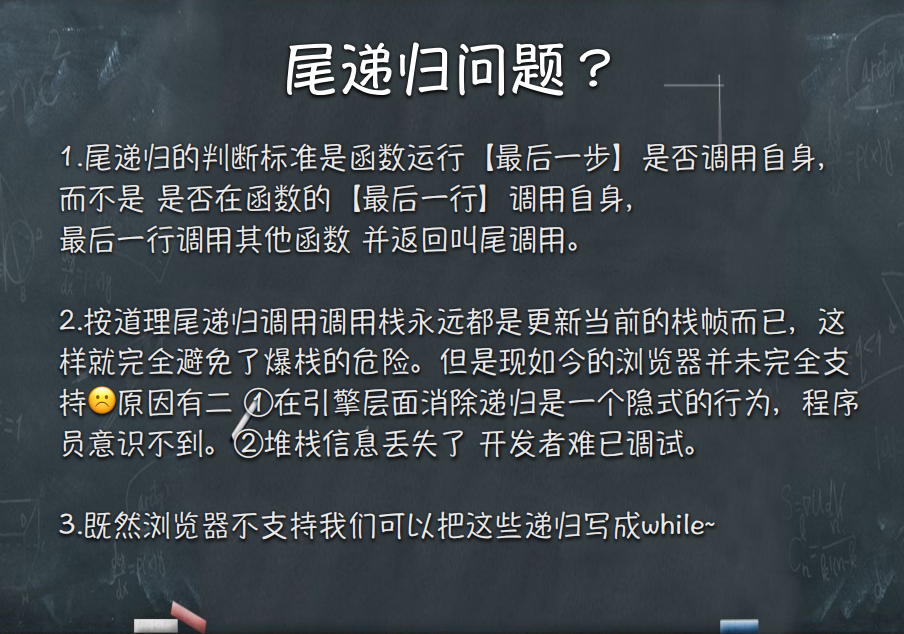 尾递归问题？
1.尾递归的判断标准是函数运行【最后一步】是否调用自身，
而不是 是否在函数的【最后一行】调用自身，
最后一行调用其他函数 并返回叫尾调用。
2.按道理尾递归调用调用栈永远都是更新当前的栈帧而已，这
样就完全避免了爆栈的危险。但是现如今的浏览器并未完全支
持☹️原因有二 ①在引擎层面消除递归是一个隐式的行为，程序
员意识不到。②堆栈信息丢失了 开发者难已调试。
3.既然浏览器不支持我们可以把这些递归写成while~